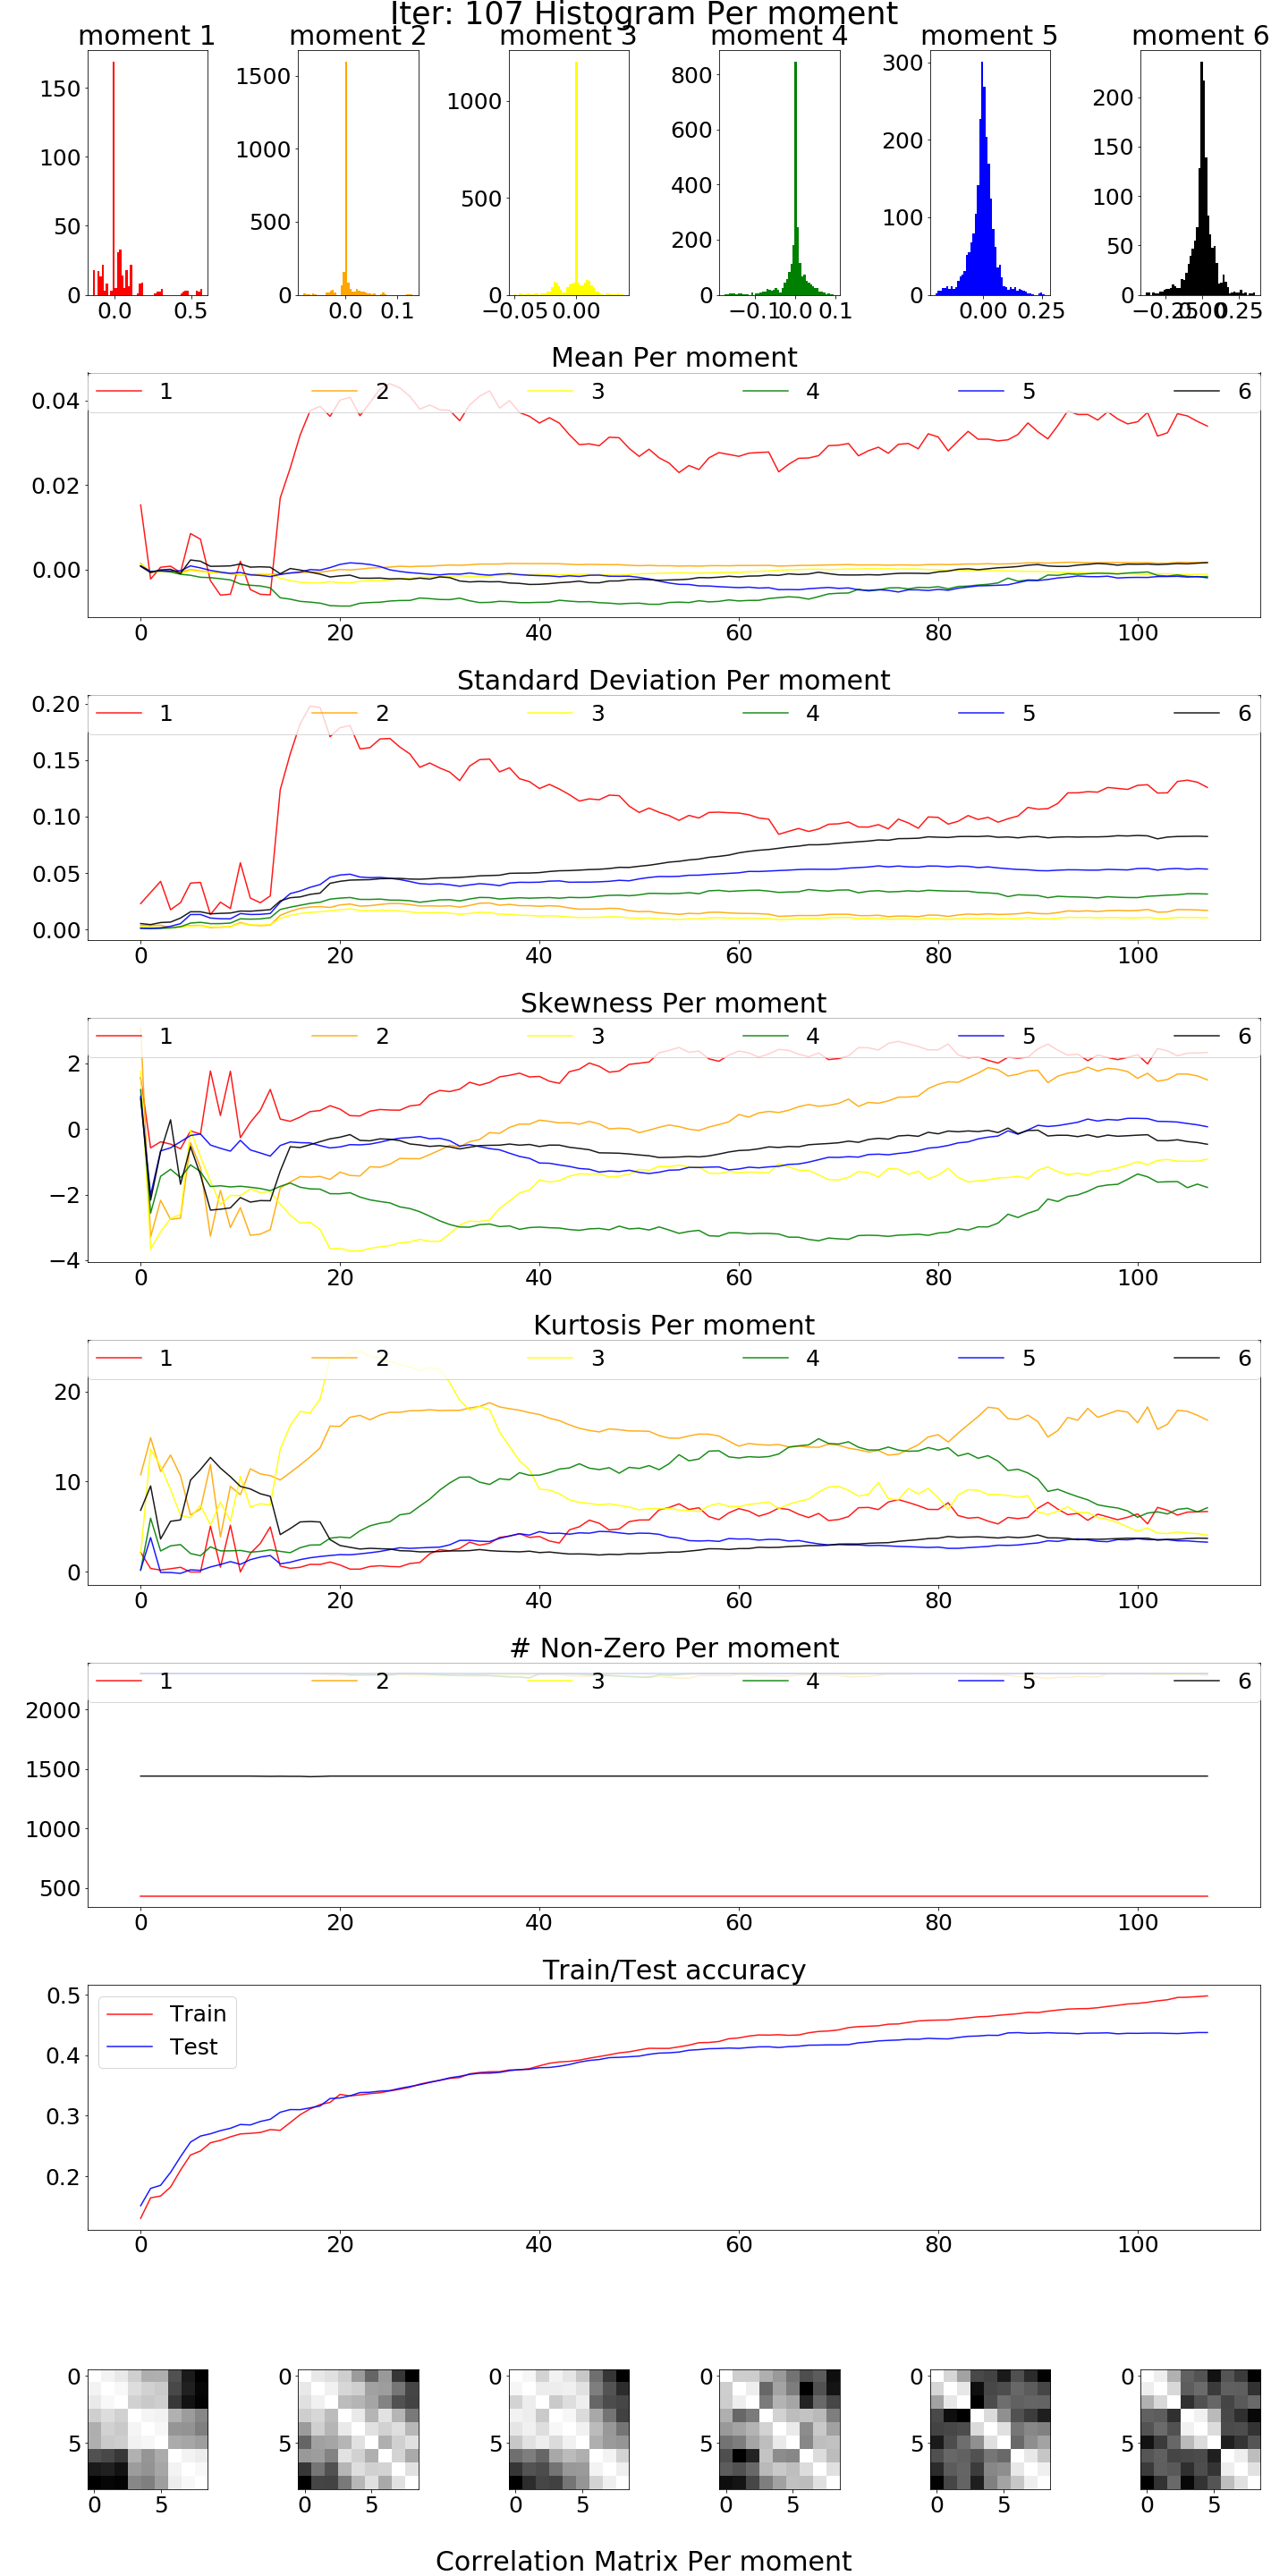 Iter: 107 Histogram Per moment
moment 1 moment 2 moment 3 moment 4 moment 5 moment 6
150 100 50 0
0.0 0.5
1500 1000 500 0
0.0 0.1
1000 500 0
−0.05 0.00
800 600 400 200 0
−0.1 0.0 0.1
300 200 100 0
0.00 0.25
200 150 100 50 0
−0.25 0.00 0.25
Mean Per moment
1 2 3 4 5 6
0.04
0.02
0.00
0 20 40 60 80 100
Standard Deviation Per moment
1 2 3 4 5 6
0.20
0.15
0.10
0.05
0.00
0 20 40 60 80 100
Skewness Per moment
1 2 3 4 5 6
2
0
−2
−4
0 20 40 60 80 100
Kurtosis Per moment
1 2 3 4 5 6
20
10
0
0 20 40 60 80 100
# Non-Zero Per moment
1 2 3 4 5 6
2000
1500
1000
500
0 20 40 60 80 100
Train/Test accuracy
Train
Test
0.5
0.4
0.3
0.2
0 20 40 60 80 100
0 0 0 0 0 0
5 5 5 5 5 5
0 5 0 5 0 5 0 5 0 5 0 5
Correlation Matrix Per moment